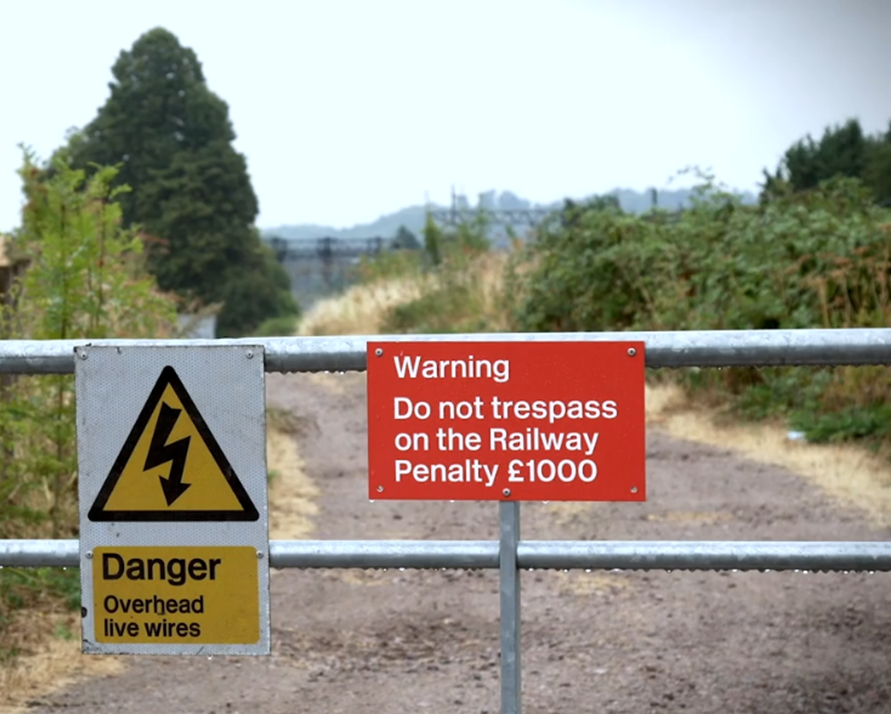 Danger
Overhead
live wires
Warning
Do not trespass
on the Railway
Penalty £1000